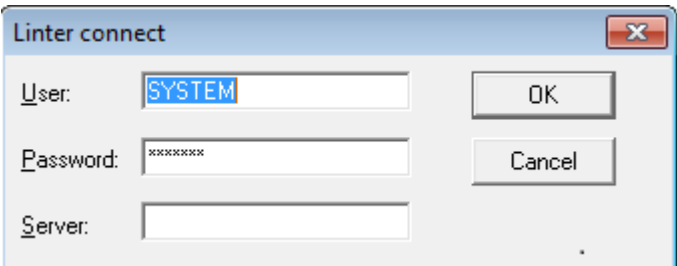 Linter connect
User: SYSTEM OK
Password: ******* Cancel
Server: